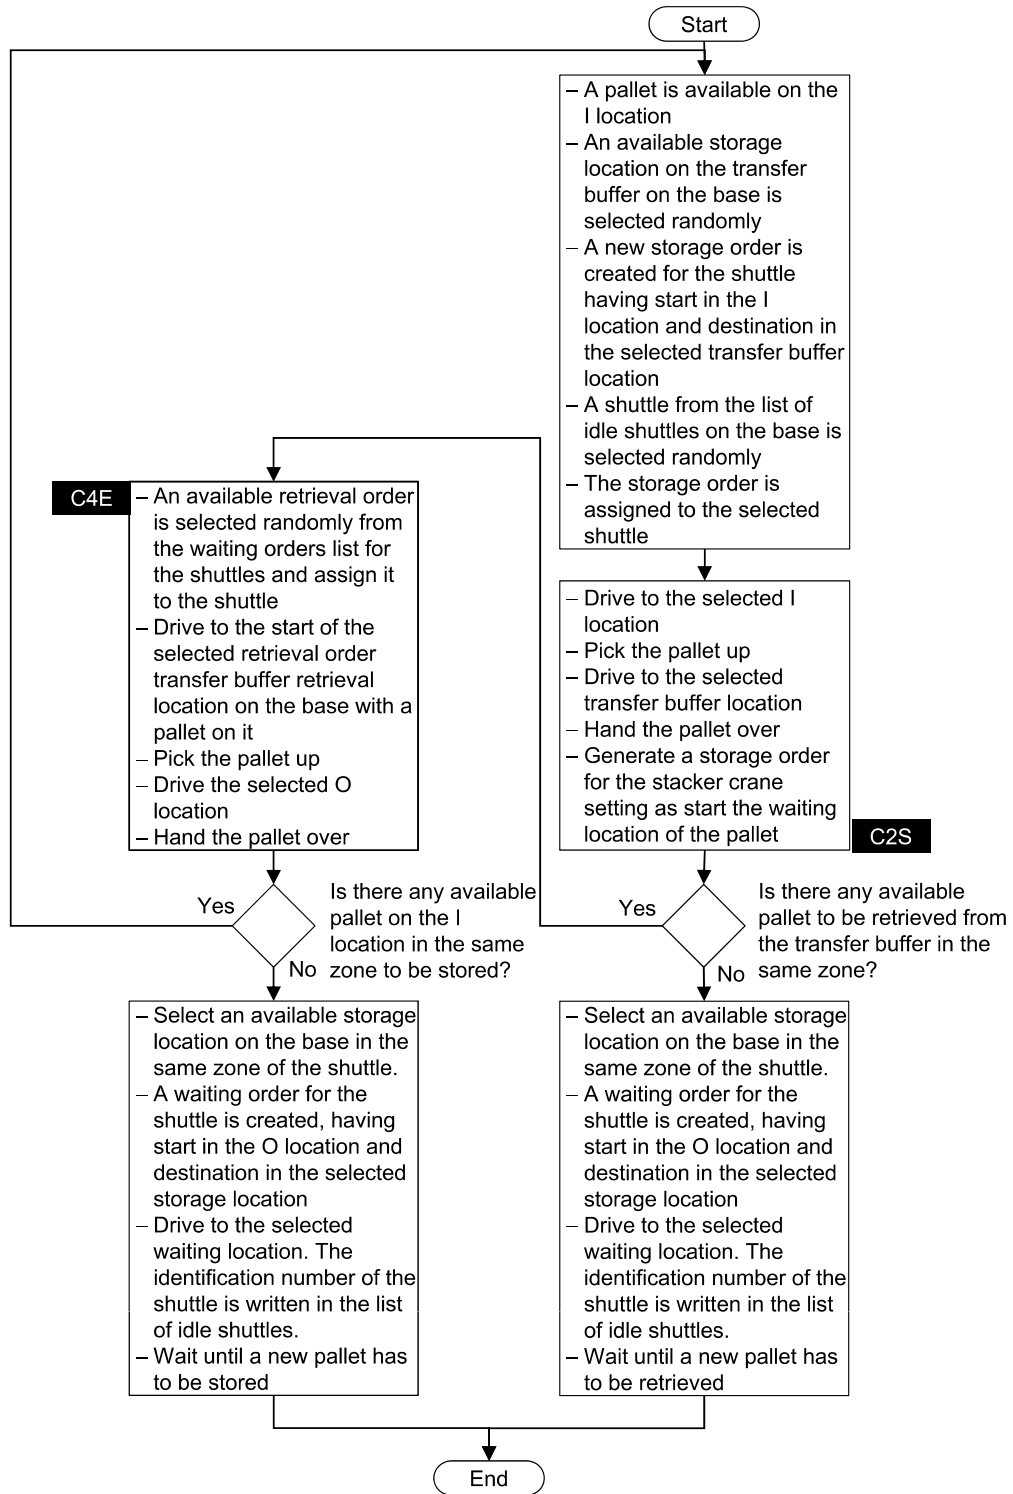 Start
– A pallet is available on the
I location
– An available storage
location on the transfer
buffer on the base is
selected randomly
– A new storage order is
created for the shuttle
having start in the I
location and destination in
the selected transfer buffer
location
– A shuttle from the list of
idle shuttles on the base is
selected randomly
– The storage order is
assigned to the selected
shuttle
– Drive to the selected I
location
– Pick the pallet up
– Drive to the selected
transfer buffer location
– Hand the pallet over
– Generate a storage order
for the stacker crane
setting as start the waiting
location of the pallet
C2S
Is there any available
pallet to be retrieved from
the transfer buffer in the
same zone?
Yes
No
C4E
– An available retrieval order
is selected randomly from
the waiting orders list for
the shuttles and assign it
to the shuttle
– Drive to the start of the
selected retrieval order
transfer buffer retrieval
location on the base with a
pallet on it
– Pick the pallet up
– Drive the selected O
location
– Hand the pallet over
Is there any available
pallet on the I
location in the same
zone to be stored?
Yes
No
– Select an available storage
location on the base in the
same zone of the shuttle.
– A waiting order for the
shuttle is created, having
start in the O location and
destination in the selected
storage location
– Drive to the selected
waiting location. The
identification number of the
shuttle is written in the list
of idle shuttles.
– Wait until a new pallet has
to be stored
– Select an available storage
location on the base in the
same zone of the shuttle.
– A waiting order for the
shuttle is created, having
start in the O location and
destination in the selected
storage location
– Drive to the selected
waiting location. The
identification number of the
shuttle is written in the list
of idle shuttles.
– Wait until a new pallet has
to be retrieved
End